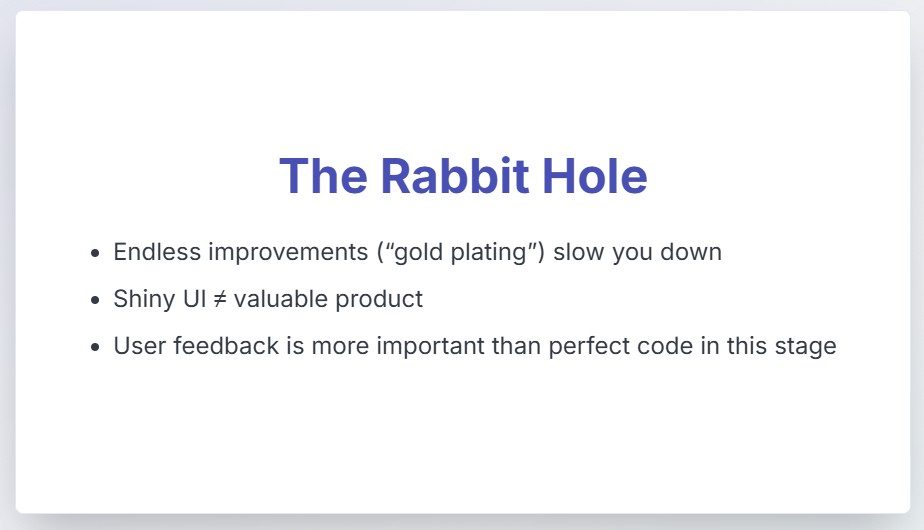 The Rabbit Hole
• Endless improvements (“gold plating”) slow you down
• Shiny UI ≠ valuable product
• User feedback is more important than perfect code in this stage